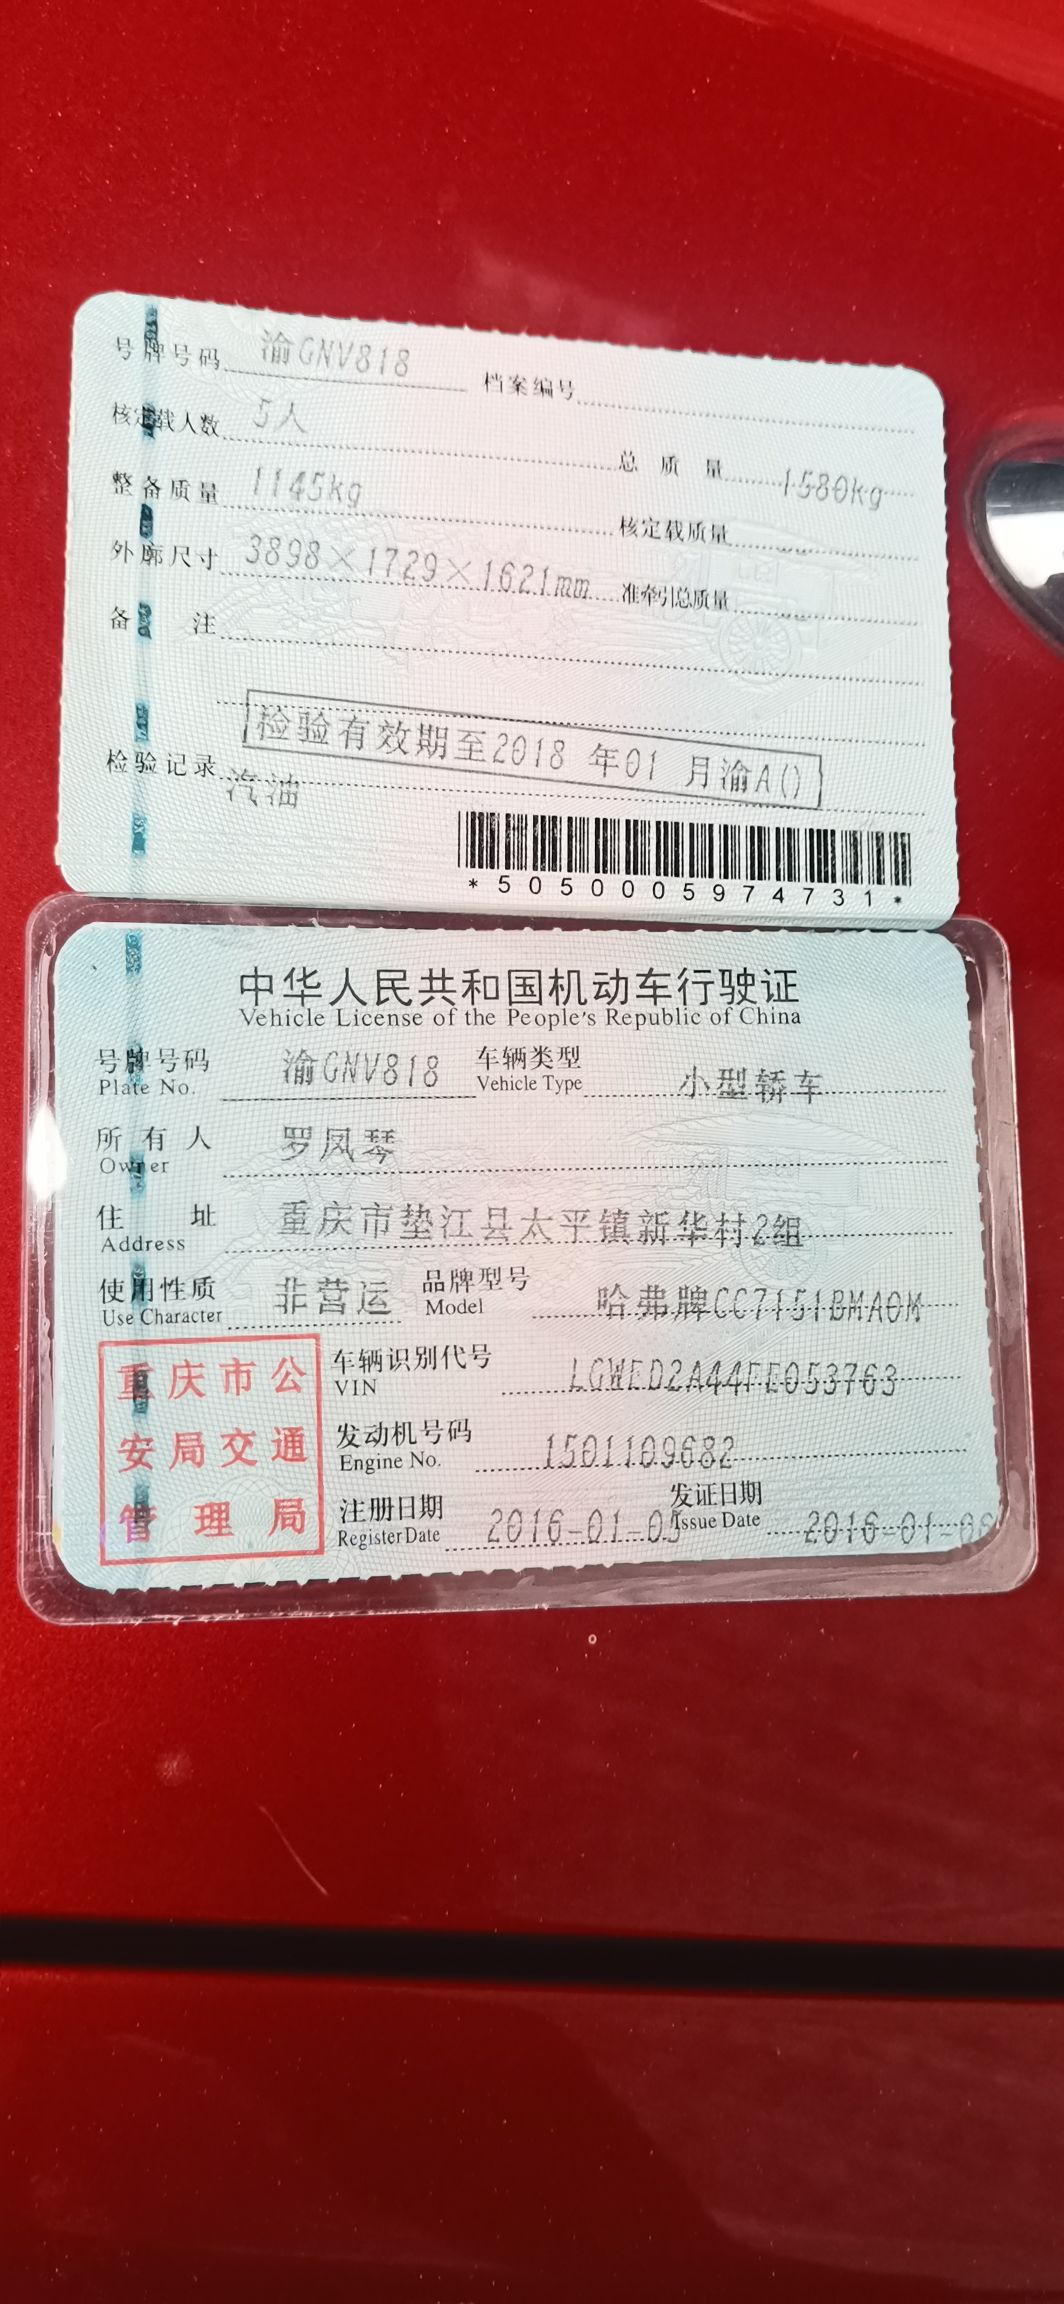 号牌号码 渝GNV818 档案编号
核定载人数 5人
总质量 1580kg
整备质量 1145kg
核定载质量
外廓尺寸 3898×1729×1621mm 准牵引总质量
备注
检验有效期至2018 年01 月渝A()
检验记录
汽油
*5050005974731*
中华人民共和国机动车行驶证
Vehicle License of the People's Republic of China
号牌号码 渝GNV818 车辆类型 小型轿车
Plate No. Vehicle Type
所有人 罗凤琴
Owner
住址 重庆市垫江县太平镇新华村2组
Address
使用性质 非营运 品牌型号 哈弗牌CC7151BMA0M
Use Character Model
重庆市公
安局交通
管理局
车辆识别代号 LGWED2A44FE053763
VIN
发动机号码 1501109682
Engine No.
注册日期 2016-01-05 发证日期 2016-01-06
Register Date Issue Date